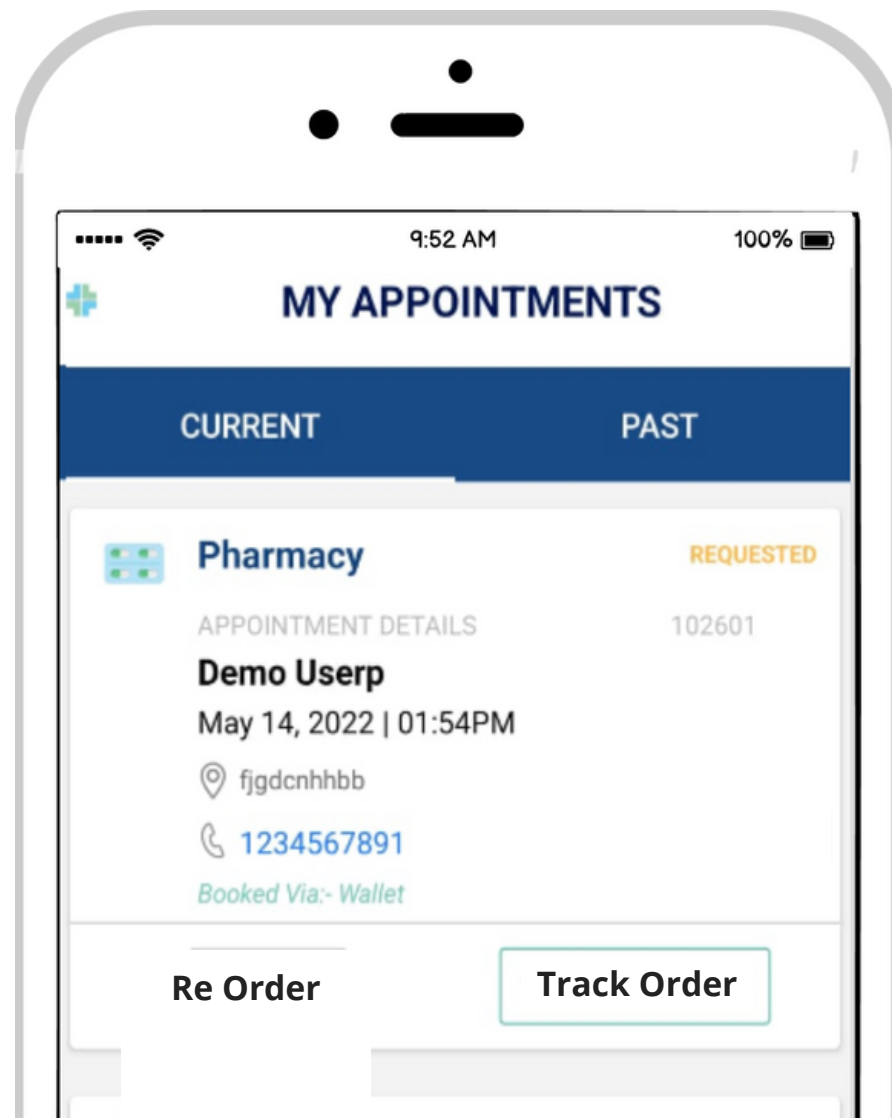 9:52 AM 100%
MY APPOINTMENTS
CURRENT PAST
Pharmacy REQUESTED
APPOINTMENT DETAILS 102601
Demo Userp
May 14, 2022 | 01:54PM
fjgdcnhhbb
1234567891
Booked Via:- Wallet
Re Order Track Order